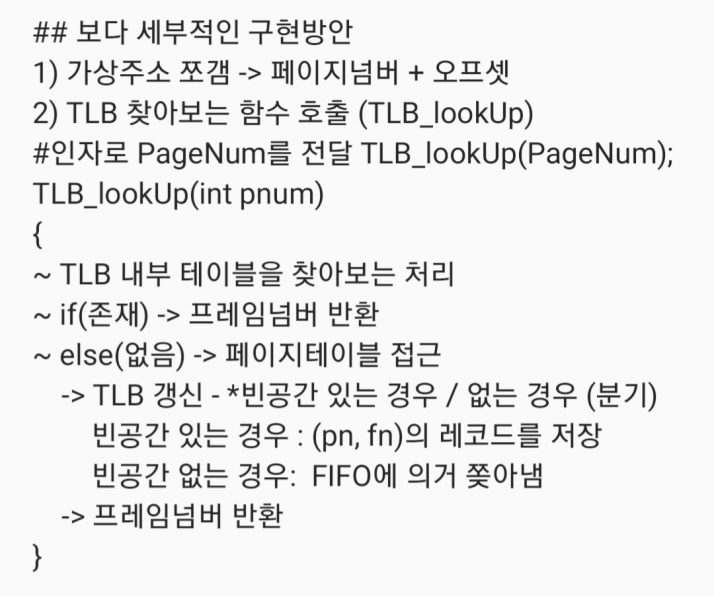 ## 보다 세부적인 구현방안
1) 가상주소 쪼갬 -> 페이지넘버 + 오프셋
2) TLB 찾아보는 함수 호출 (TLB_lookUp)
#인자로 PageNum를 전달 TLB_lookUp(PageNum);
TLB_lookUp(int pnum)
{
~ TLB 내부 테이블을 찾아보는 처리
~ if(존재) -> 프레임넘버 반환
~ else(없음) -> 페이지테이블 접근
-> TLB 갱신 - *빈공간 있는 경우 / 없는 경우 (분기)
빈공간 있는 경우 : (pn, fn)의 레코드를 저장
빈공간 없는 경우: FIFO에 의거 쫒아냄
-> 프레임넘버 반환
}